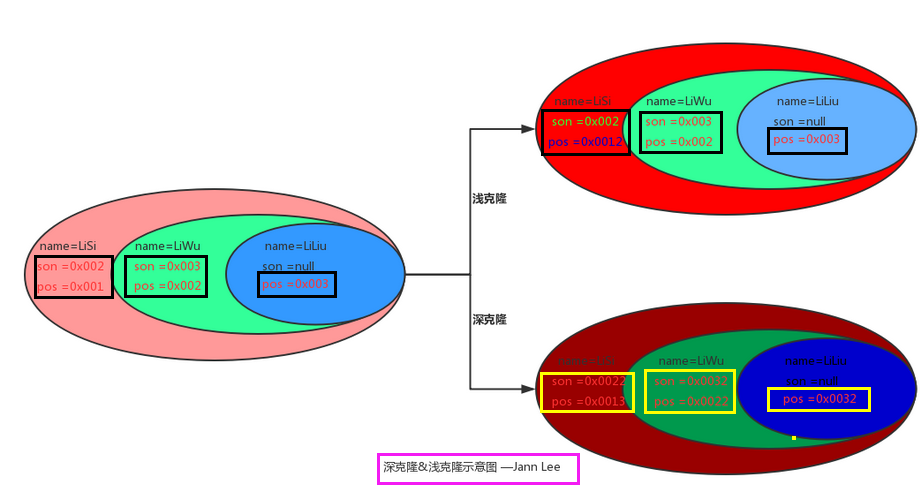 name=LiSi
son =0x002
pos =0x001
name=LiWu
son =0x003
pos =0x002
name=LiLiu
son =null
pos =0x003
浅克隆
name=LiSi
son =0x002
pos =0x0012
name=LiWu
son =0x003
pos =0x002
name=LiLiu
son =null
pos =0x003
深克隆
name=LiSi
son =0x0022
pos =0x0013
name=LiWu
son =0x0032
pos =0x0022
name=LiLiu
son =null
pos =0x0032
深克隆&浅克隆示意图 —Jann Lee